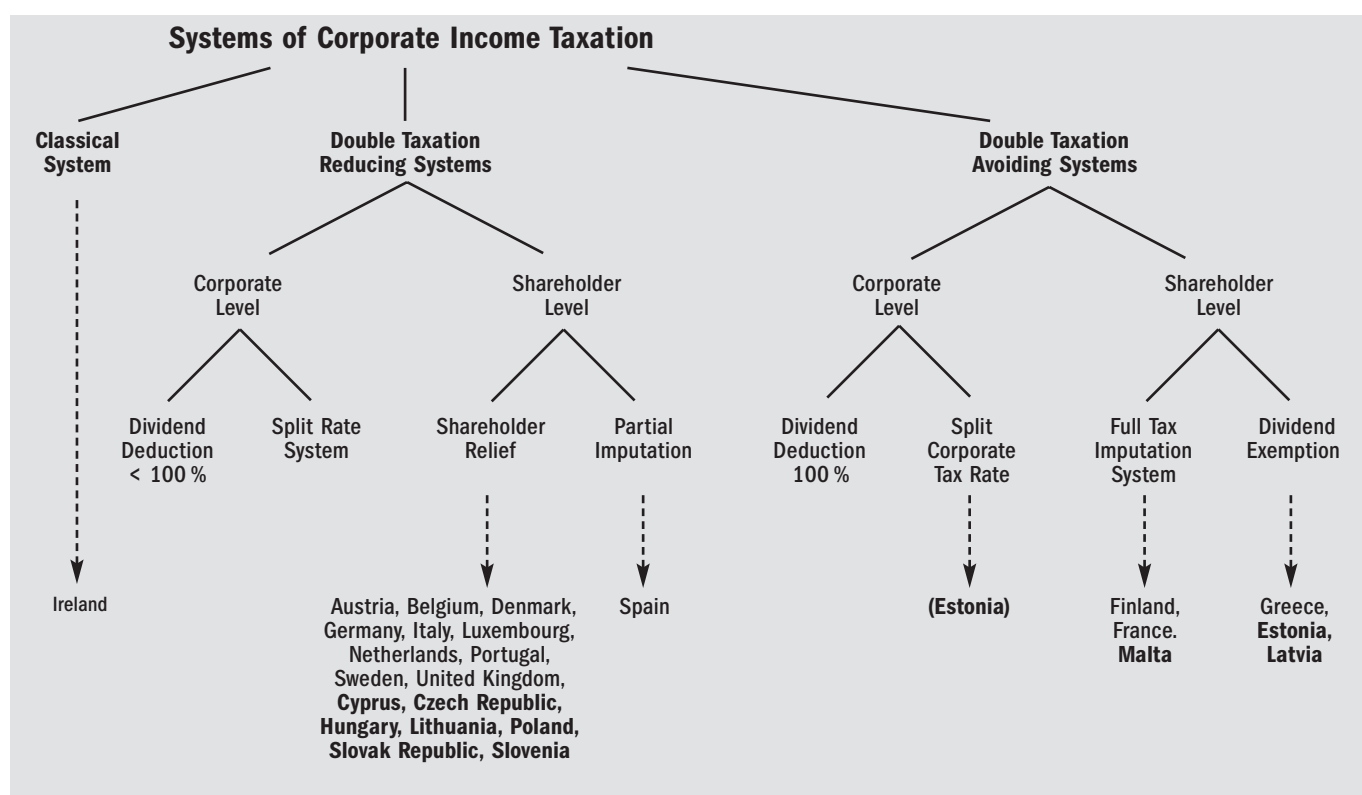 Systems of Corporate Income Taxation
Classical
System
Double Taxation
Reducing Systems
Double Taxation
Avoiding Systems
Corporate
Level
Shareholder
Level
Corporate
Level
Shareholder
Level
Dividend
Deduction
< 100 %
Split Rate
System
Shareholder
Relief
Partial
Imputation
Dividend
Deduction
100 %
Split
Corporate
Tax Rate
Full Tax
Imputation
System
Dividend
Exemption
Ireland
Austria, Belgium, Denmark,
Germany, Italy, Luxembourg,
Netherlands, Portugal,
Sweden, United Kingdom,
Cyprus, Czech Republic,
Hungary, Lithuania, Poland,
Slovak Republic, Slovenia
Spain
(Estonia)
Finland,
France.
Malta
Greece,
Estonia,
Latvia